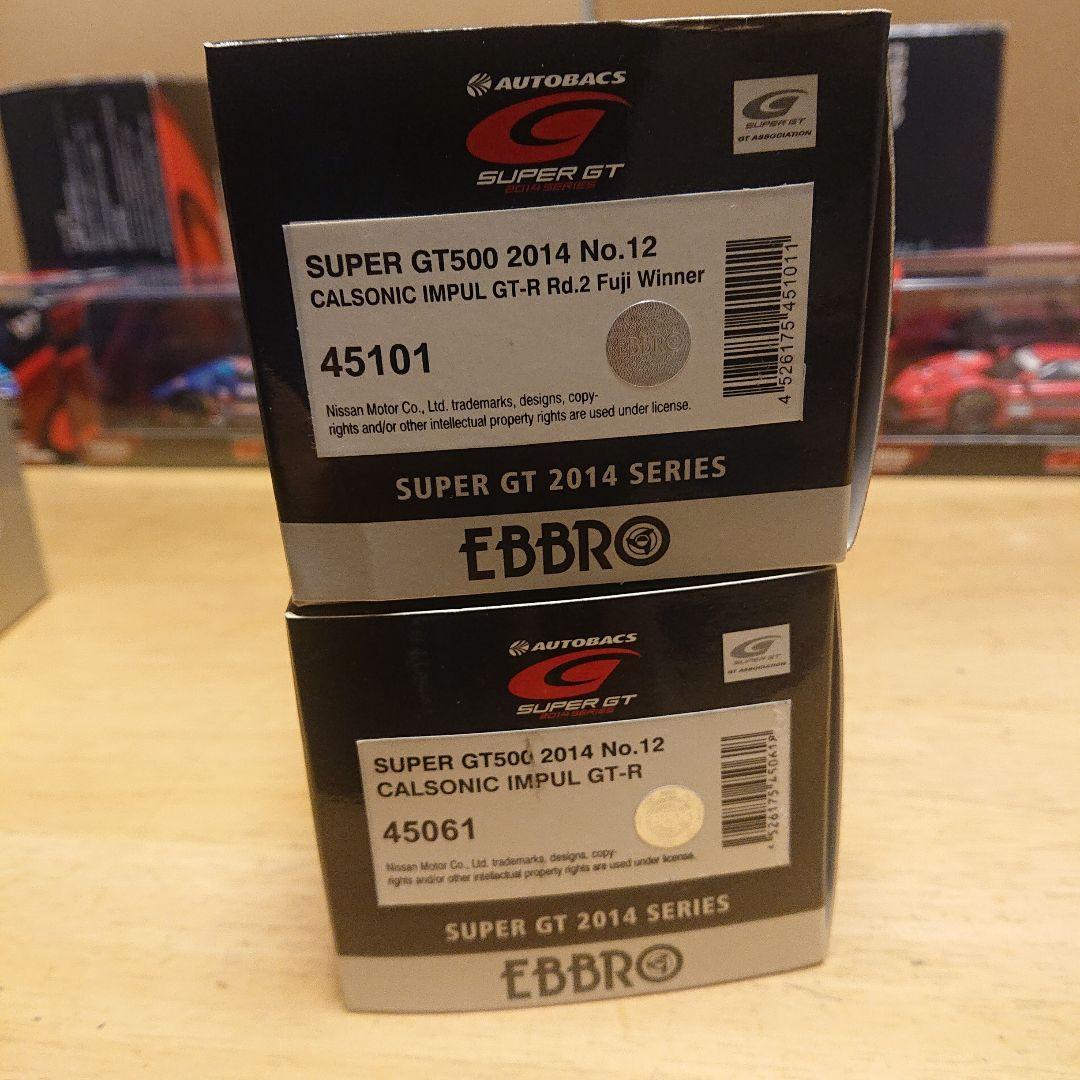 AUTOBACS
SUPER GT
2014 SERIES
SUPER GT
GT ASSOCIATION
SUPER GT500 2014 No.12
CALSONIC IMPUL GT-R Rd.2 Fuji Winner
45101
EBBRO
4 526175 451011
Nissan Motor Co., Ltd. trademarks, designs, copy-
rights and/or other intellectual property rights are used under license.
SUPER GT 2014 SERIES
EBBRO
AUTOBACS
SUPER GT
2014 SERIES
SUPER GT
GT ASSOCIATION
SUPER GT500 2014 No.12
CALSONIC IMPUL GT-R
45061
Nissan Motor Co., Ltd. trademarks, designs, copy-
rights and/or other intellectual property rights are used under license.
SUPER GT 2014 SERIES
EBBRO